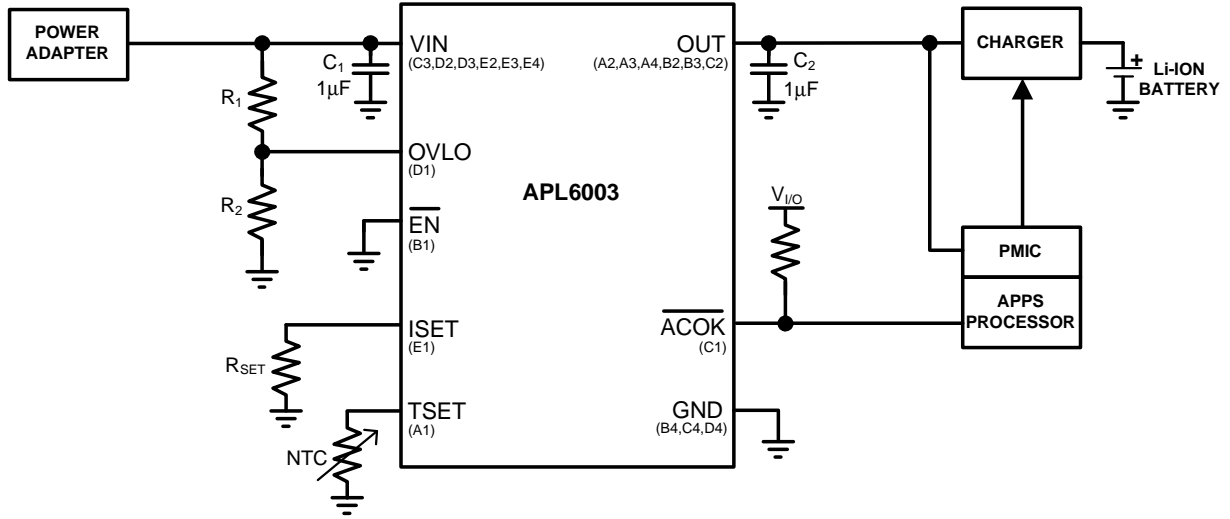 POWER
ADAPTER
VIN
(C3,D2,D3,E2,E3,E4)
C1
1μF
R1
OVLO
(D1)
R2
EN
(B1)
ISET
(E1)
RSET
TSET
(A1)
NTC
APL6003
OUT
(A2,A3,A4,B2,B3,C2)
C2
1μF
CHARGER
+
Li-ION
BATTERY
VI/O
PMIC
APPS
PROCESSOR
ACOK
(C1)
GND
(B4,C4,D4)